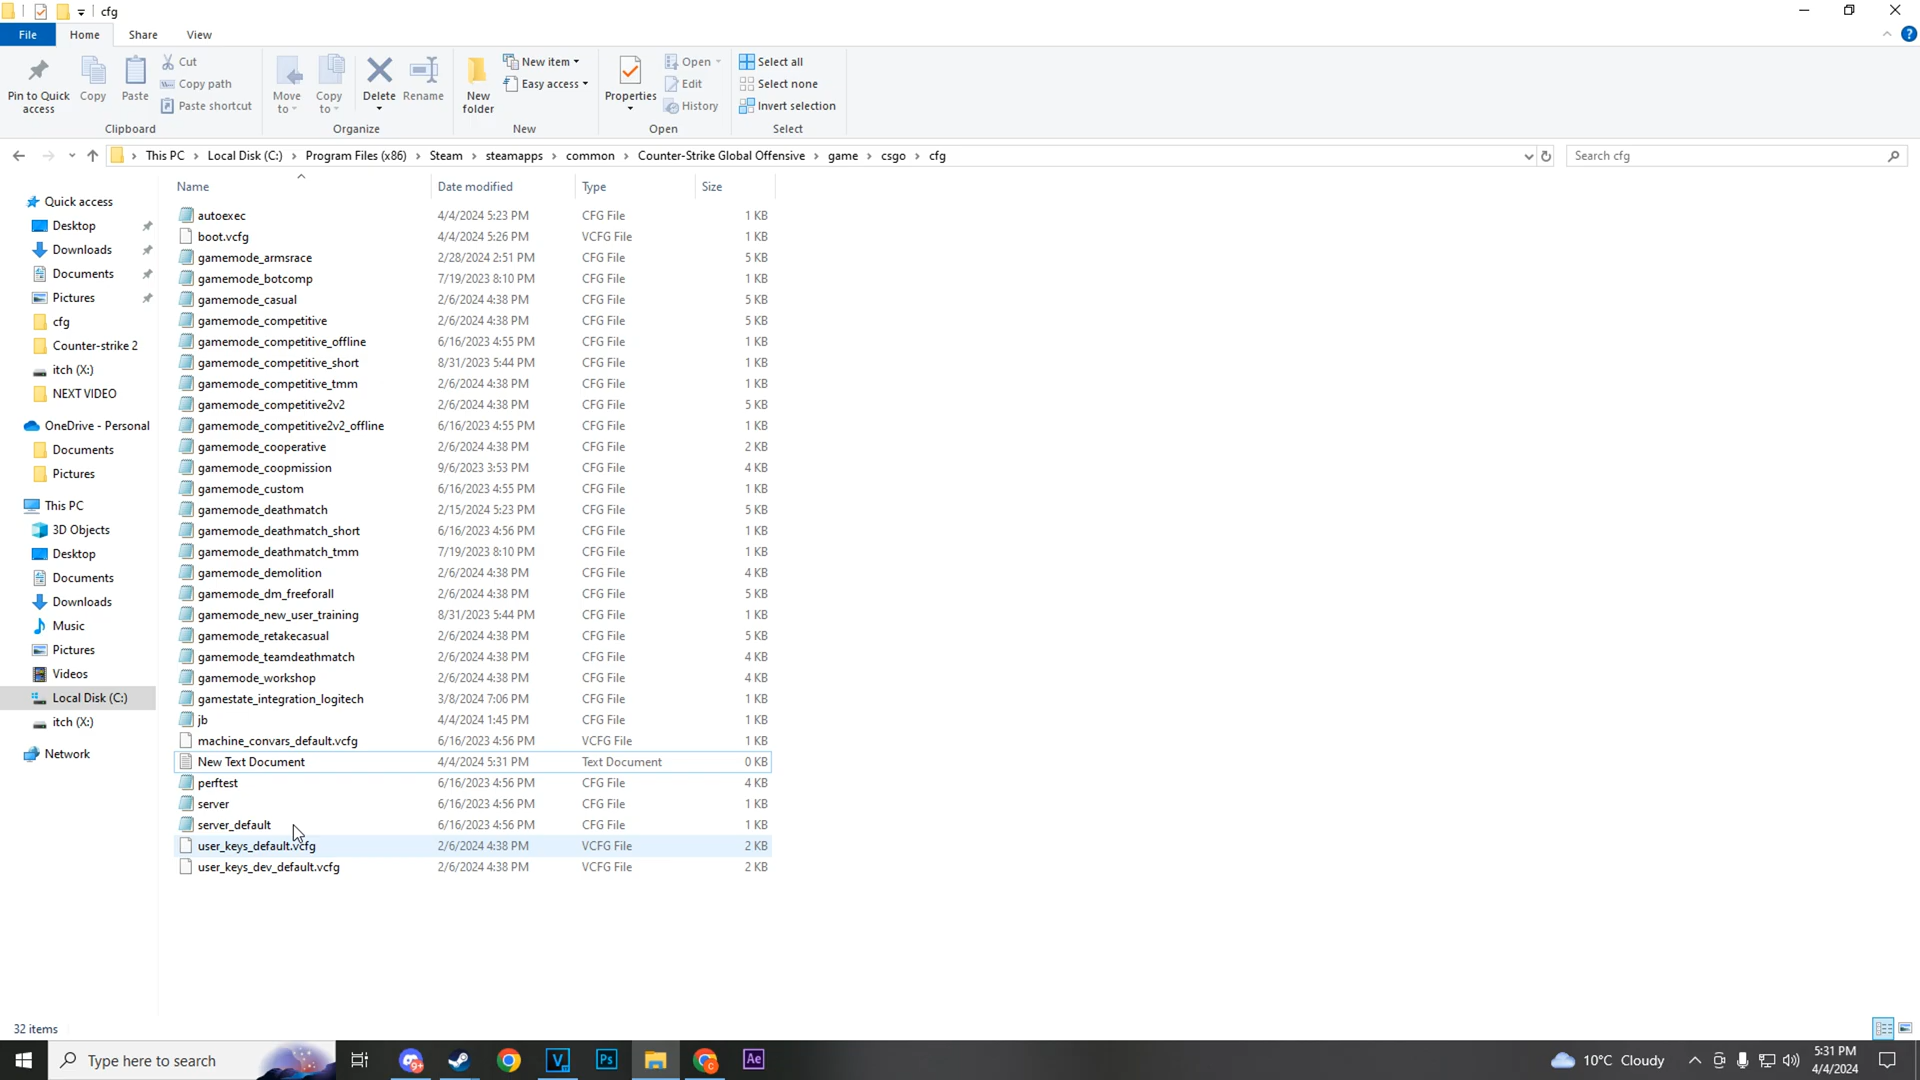 cfg
File Home Share View
Pin to Quick access
Copy
Paste
Cut
Copy path
Paste shortcut
Clipboard
Move to
Copy to
Delete
Rename
Organize
New folder
New item
Easy access
New
Properties
Open
Edit
History
Open
Select all
Select none
Invert selection
Select
This PC › Local Disk (C:) › Program Files (x86) › Steam › steamapps › common › Counter-Strike Global Offensive › game › csgo › cfg
Search cfg
Quick access
Desktop
Downloads
Documents
Pictures
cfg
Counter-strike 2
itch (X:)
NEXT VIDEO
OneDrive - Personal
Documents
Pictures
This PC
3D Objects
Desktop
Documents
Downloads
Music
Pictures
Videos
Local Disk (C:)
itch (X:)
Network
Name Date modified Type Size
autoexec 4/4/2024 5:23 PM CFG File 1 KB
boot.vcfg 4/4/2024 5:26 PM VCFG File 1 KB
gamemode_armsrace 2/28/2024 2:51 PM CFG File 5 KB
gamemode_botcomp 7/19/2023 8:10 PM CFG File 1 KB
gamemode_casual 2/6/2024 4:38 PM CFG File 5 KB
gamemode_competitive 2/6/2024 4:38 PM CFG File 5 KB
gamemode_competitive_offline 6/16/2023 4:55 PM CFG File 1 KB
gamemode_competitive_short 8/31/2023 5:44 PM CFG File 1 KB
gamemode_competitive_tmm 2/6/2024 4:38 PM CFG File 1 KB
gamemode_competitive2v2 2/6/2024 4:38 PM CFG File 5 KB
gamemode_competitive2v2_offline 6/16/2023 4:55 PM CFG File 1 KB
gamemode_cooperative 2/6/2024 4:38 PM CFG File 2 KB
gamemode_coopmission 9/6/2023 3:53 PM CFG File 4 KB
gamemode_custom 6/16/2023 4:55 PM CFG File 1 KB
gamemode_deathmatch 2/15/2024 5:23 PM CFG File 5 KB
gamemode_deathmatch_short 6/16/2023 4:56 PM CFG File 1 KB
gamemode_deathmatch_tmm 7/19/2023 8:10 PM CFG File 1 KB
gamemode_demolition 2/6/2024 4:38 PM CFG File 4 KB
gamemode_dm_freeforall 2/6/2024 4:38 PM CFG File 5 KB
gamemode_new_user_training 8/31/2023 5:44 PM CFG File 1 KB
gamemode_retakecasual 2/6/2024 4:38 PM CFG File 5 KB
gamemode_teamdeathmatch 2/6/2024 4:38 PM CFG File 4 KB
gamemode_workshop 2/6/2024 4:38 PM CFG File 4 KB
gamestate_integration_logitech 3/8/2024 7:06 PM CFG File 1 KB
jb 4/4/2024 1:45 PM CFG File 1 KB
machine_convars_default.vcfg 6/16/2023 4:56 PM VCFG File 1 KB
New Text Document 4/4/2024 5:31 PM Text Document 0 KB
perftest 6/16/2023 4:56 PM CFG File 4 KB
server 6/16/2023 4:56 PM CFG File 1 KB
server_default 6/16/2023 4:56 PM CFG File 1 KB
user_keys_default.vcfg 2/6/2024 4:38 PM VCFG File 2 KB
user_keys_dev_default.vcfg 2/6/2024 4:38 PM VCFG File 2 KB
32 items
Type here to search
V
Ps
C
Ae
10°C Cloudy
5:31 PM
4/4/2024